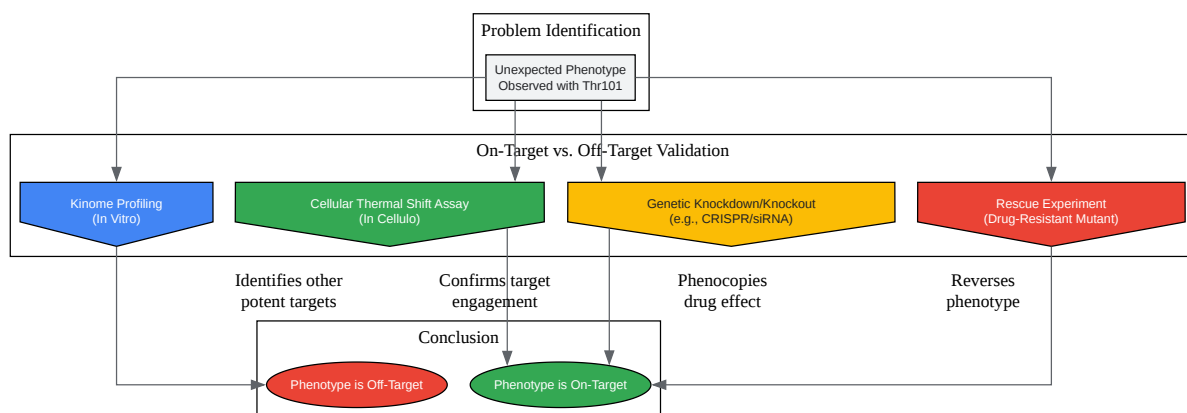 Problem Identification
Unexpected Phenotype
Observed with Thr101
On-Target vs. Off-Target Validation
Kinome Profiling
(In Vitro)
Cellular Thermal Shift Assay
(In Cellulo)
Genetic Knockdown/Knockout
(e.g., CRISPR/siRNA)
Rescue Experiment
(Drug-Resistant Mutant)
Identifies other
potent targets
Confirms target
engagement
Phenocopies
drug effect
Reverses
phenotype
Conclusion
Phenotype is Off-Target
Phenotype is On-Target